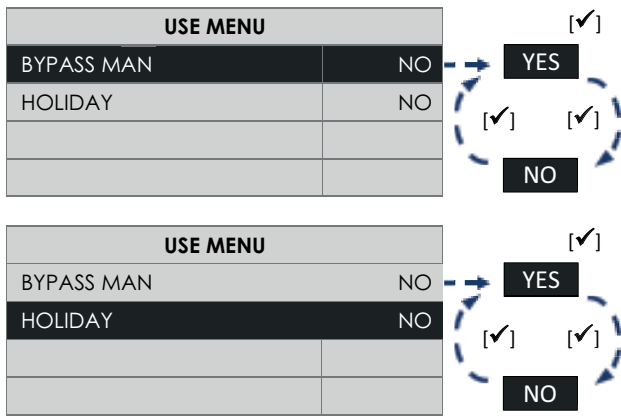 USE MENU
[✔]
BYPASS MAN NO
YES
HOLIDAY NO
[✔] [✔]
NO
USE MENU
[✔]
BYPASS MAN NO
YES
HOLIDAY NO
[✔] [✔]
NO